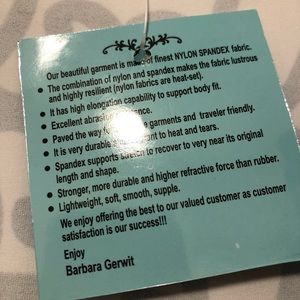 Our beautiful garment is made of finest NYLON SPANDEX fabric.
• The combination of nylon and spandex makes the fabric lustrous
and highly resilient (nylon fabrics are heat-set).
• It has high elongation capability to support body fit.
• Excellent abrasion
• Paved the way garments and traveler friendly.
• It is very durable to heat and tears.
• Spandex supports stretch to recover to very near its original
length and shape.
• Stronger, more durable and higher refractive force than rubber.
• Lightweight, soft, smooth, supple.
We enjoy offering the best to our valued customer as customer
satisfaction is our success!!!
Enjoy
Barbara Gerwit